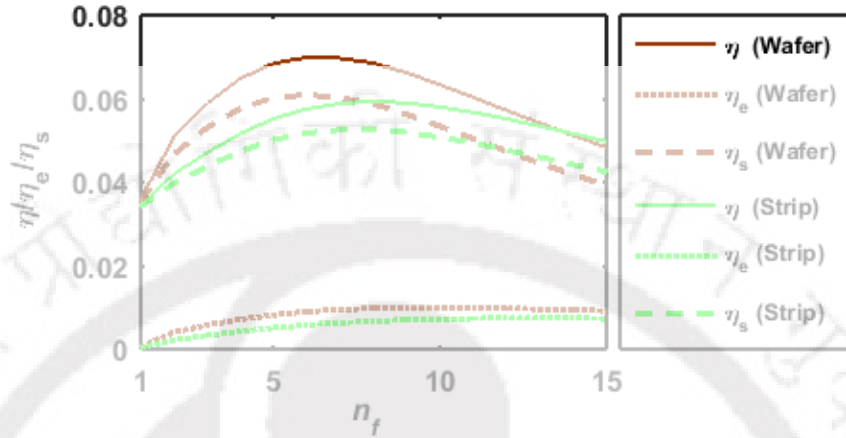 0.08
0.06
0.04
0.02
0
η/ηe/ηs
1 5 10 15
nf
η (Wafer)
ηe (Wafer)
ηs (Wafer)
η (Strip)
ηe (Strip)
ηs (Strip)